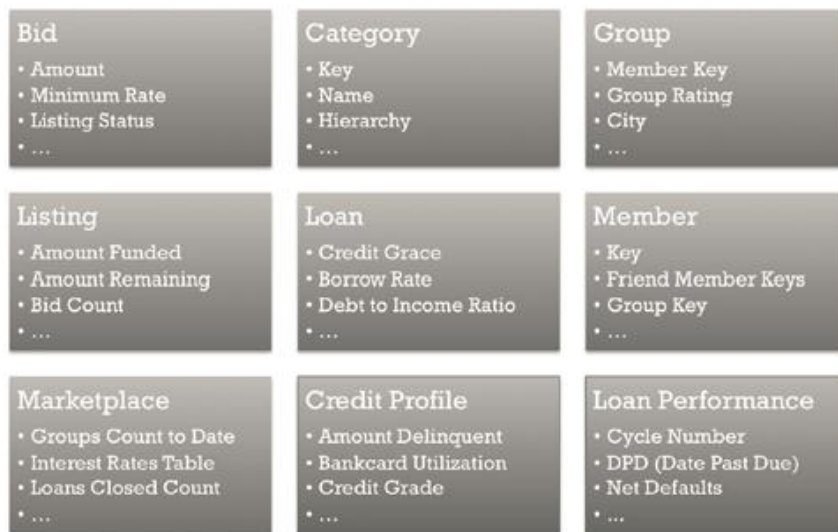 Bid
• Amount
• Minimum Rate
• Listing Status
• ...
Category
• Key
• Name
• Hierarchy
• ...
Group
• Member Key
• Group Rating
• City
• ...
Listing
• Amount Funded
• Amount Remaining
• Bid Count
• ...
Loan
• Credit Grace
• Borrow Rate
• Debt to Income Ratio
• ...
Member
• Key
• Friend Member Keys
• Group Key
• ...
Marketplace
• Groups Count to Date
• Interest Rates Table
• Loans Closed Count
• ...
Credit Profile
• Amount Delinquent
• Bankcard Utilization
• Credit Grade
• ...
Loan Performance
• Cycle Number
• DPD (Date Past Due)
• Net Defaults
• ...